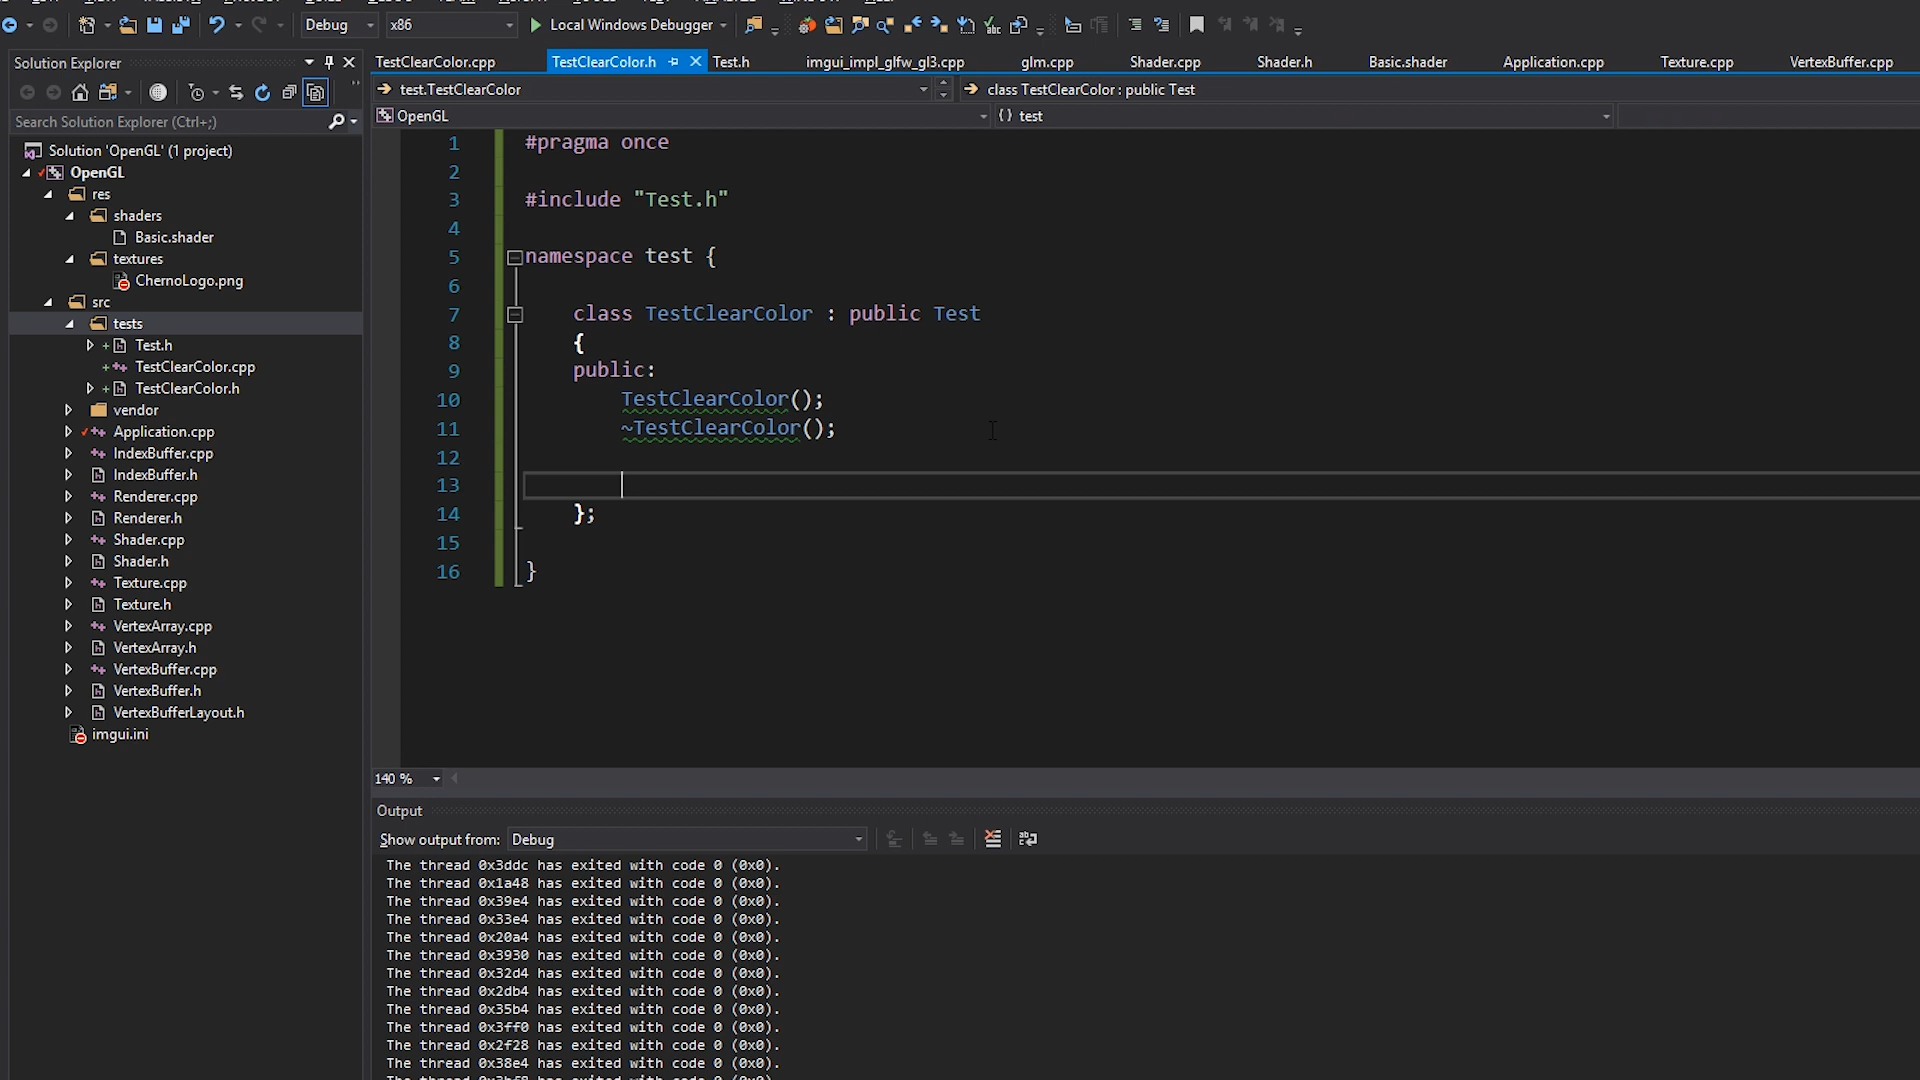 Debug
x86
Local Windows Debugger
Solution Explorer
TestClearColor.cpp
TestClearColor.h
Test.h
imgui_impl_glfw_gl3.cpp
glm.cpp
Shader.cpp
Shader.h
Basic.shader
Application.cpp
Texture.cpp
VertexBuffer.cpp
test.TestClearColor
class TestClearColor : public Test
OpenGL
{} test
Search Solution Explorer (Ctrl+;)
Solution 'OpenGL' (1 project)
OpenGL
res
shaders
Basic.shader
textures
ChernoLogo.png
src
tests
Test.h
TestClearColor.cpp
TestClearColor.h
vendor
Application.cpp
IndexBuffer.cpp
IndexBuffer.h
Renderer.cpp
Renderer.h
Shader.cpp
Shader.h
Texture.cpp
Texture.h
VertexArray.cpp
VertexArray.h
VertexBuffer.cpp
VertexBuffer.h
VertexBufferLayout.h
imgui.ini
1 #pragma once
2
3 #include "Test.h"
4
5 namespace test {
6
7 class TestClearColor : public Test
8 {
9 public:
10 TestClearColor();
11 ~TestClearColor();
12
13
14 };
15
16 }
140 %
Output
Show output from: Debug
The thread 0x3ddc has exited with code 0 (0x0).
The thread 0x1a48 has exited with code 0 (0x0).
The thread 0x39e4 has exited with code 0 (0x0).
The thread 0x33e4 has exited with code 0 (0x0).
The thread 0x20a4 has exited with code 0 (0x0).
The thread 0x3930 has exited with code 0 (0x0).
The thread 0x32d4 has exited with code 0 (0x0).
The thread 0x2db4 has exited with code 0 (0x0).
The thread 0x35b4 has exited with code 0 (0x0).
The thread 0x3ff0 has exited with code 0 (0x0).
The thread 0x2f28 has exited with code 0 (0x0).
The thread 0x38e4 has exited with code 0 (0x0).